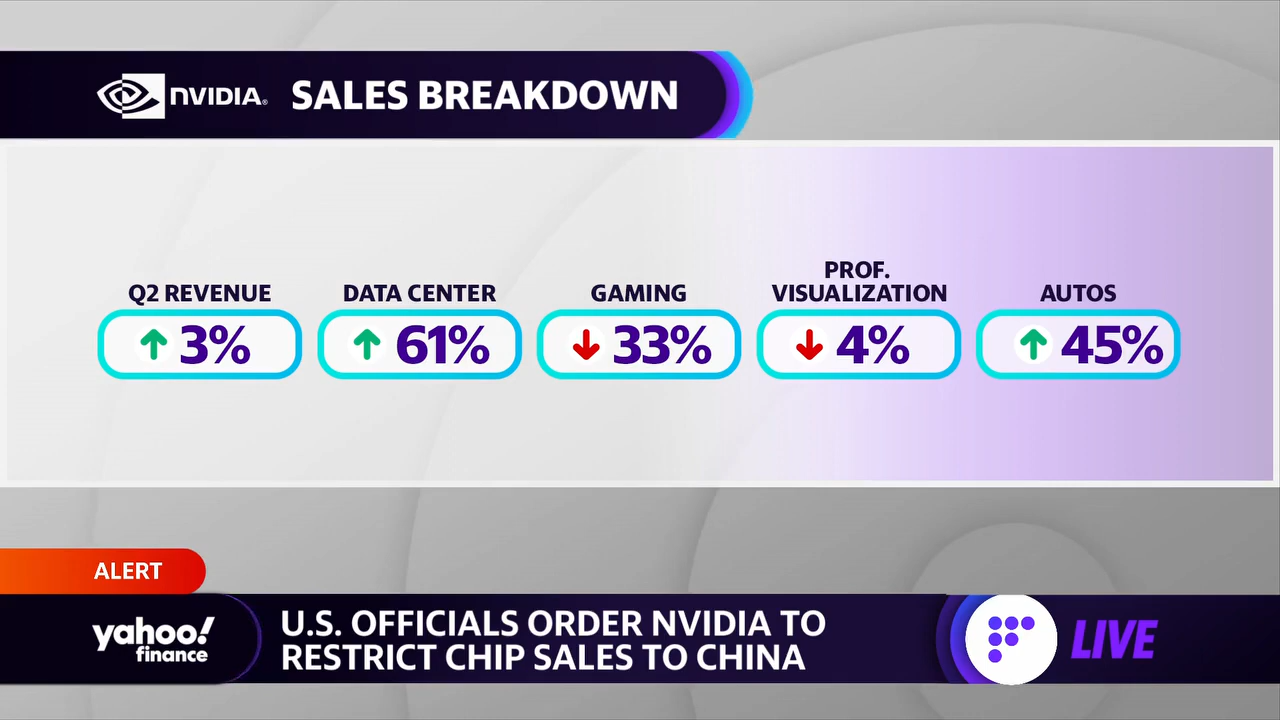 NVIDIA®
SALES BREAKDOWN
Q2 REVENUE
3%
DATA CENTER
61%
GAMING
33%
PROF.
VISUALIZATION
4%
AUTOS
45%
ALERT
yahoo!
finance
U.S. OFFICIALS ORDER NVIDIA TO
RESTRICT CHIP SALES TO CHINA
LIVE